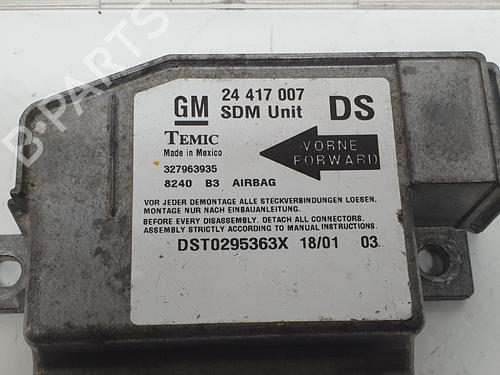 B-PARTS
GM
24 417 007
SDM Unit
DS
TEMIC
Made in Mexico
VORNE
FORWARD
327963935
8240 B3 AIRBAG
VOR JEDER DEMONTAGE ALLE STECKVERBINDUNGEN LOESEN.
MONTAGE NUR NACH EINBAUANLEITUNG.
BEFORE EVERY DISASSEMBLY. DETACH ALL CONNECTORS.
ASSEMBLY STRICTLY ACCORDING TO MANUAL INSTRUCTIONS.
DST0295363X 18/01 03